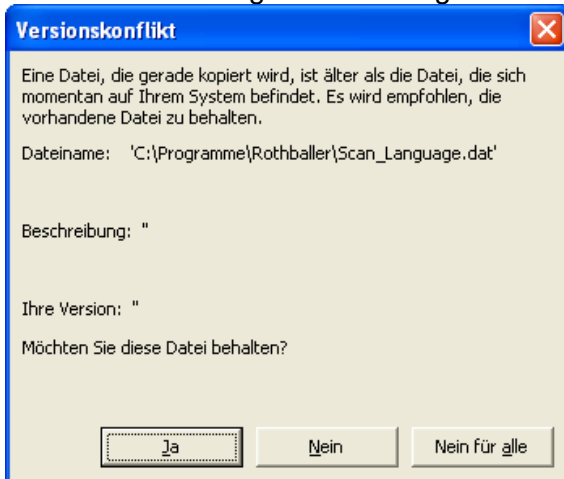 Versionskonflikt
Eine Datei, die gerade kopiert wird, ist älter als die Datei, die sich
momentan auf Ihrem System befindet. Es wird empfohlen, die
vorhandene Datei zu behalten.
Dateiname: 'C:\Programme\Rothballer\Scan_Language.dat'
Beschreibung: ''
Ihre Version: ''
Möchten Sie diese Datei behalten?
Ja Nein Nein für alle